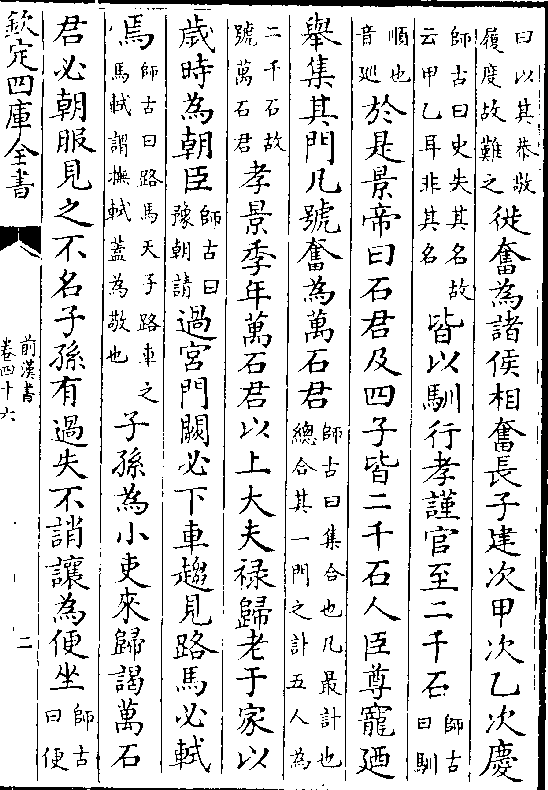 曰以其恭敬
履度故難之
徙奮為諸侯相奮長子建次甲次乙次慶
師古曰史失其名故
云甲乙耳非其名
皆以馴行孝謹官至二千石
師古
曰馴
順也
音廵
於是景帝曰石君及四子皆二千石人臣尊寵廼
舉集其門凡號奮為萬石君
師古曰集合也凡最計也
總合其一門之計五人為
二千石故
號萬石君
孝景季年萬石君以上大夫禄歸老于家以
歲時為朝臣
師古曰
豫朝請
過宫門闕必下車趨見路馬必軾
焉
師古曰路馬天子路車之
馬軾謂撫軾蓋為敬也
子孫為小吏來歸謁萬石
君必朝服見之不名子孫有過失不誚讓為便坐
師古
曰便
欽定四庫全書
前漢書
卷四十六
二